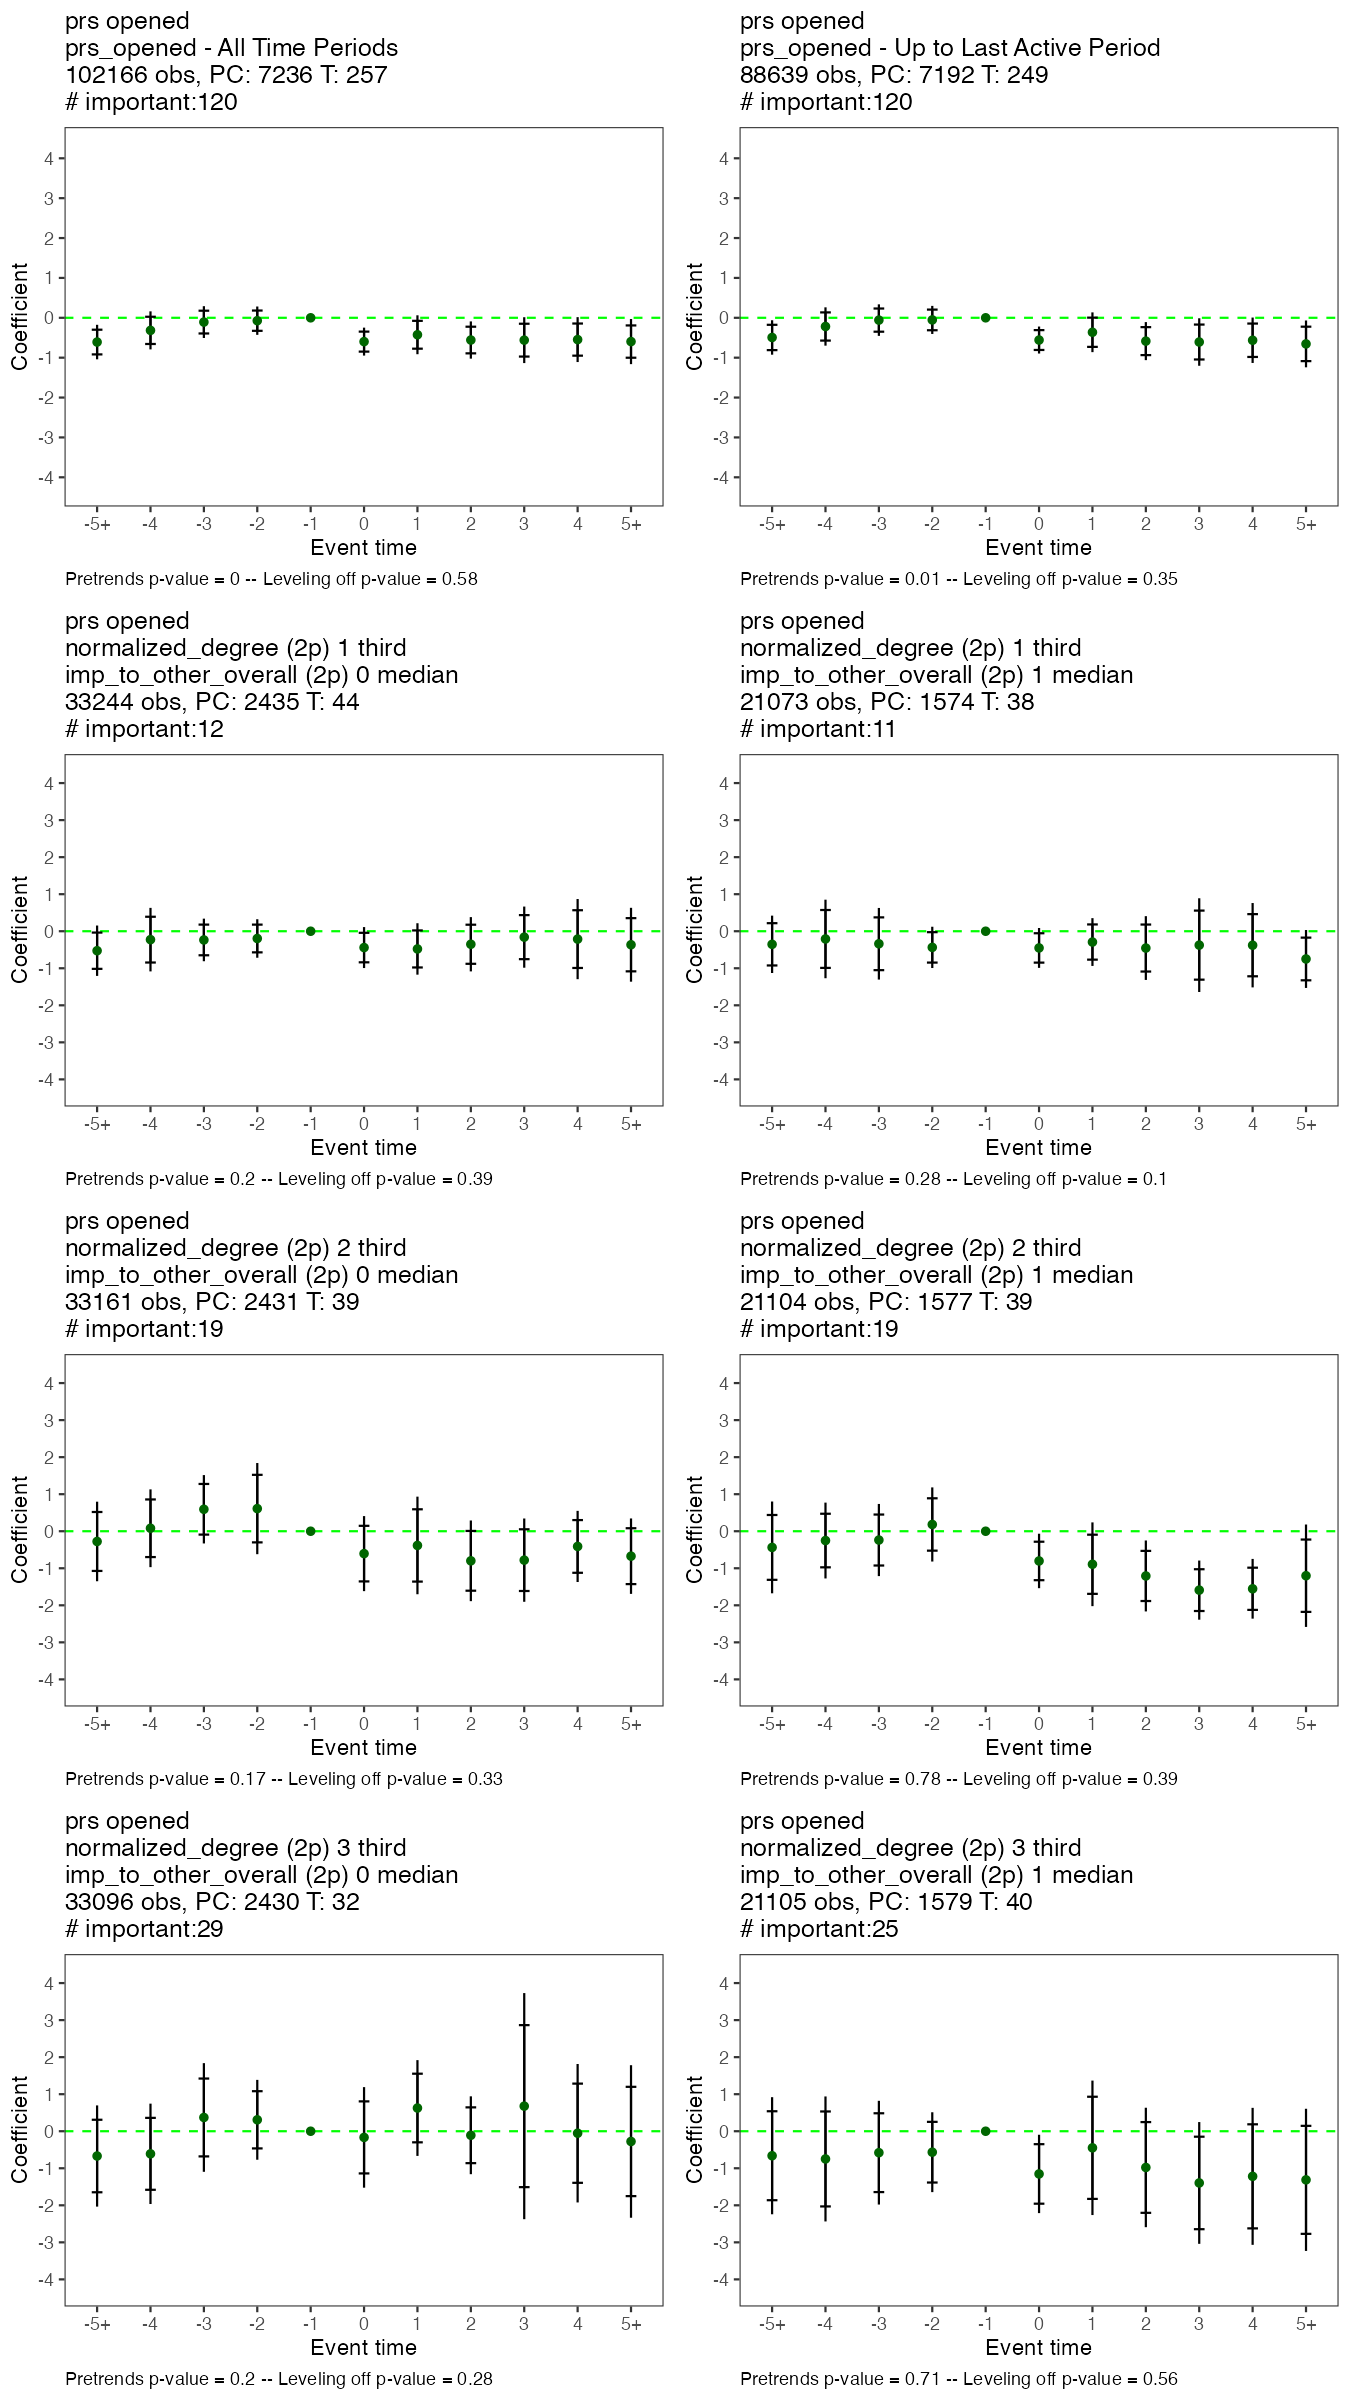 prs opened
prs_opened - All Time Periods
102166 obs, PC: 7236 T: 257
# important:120
4
3
2
1
0
-1
-2
-3
-4
Coefficient
-5+ -4 -3 -2 -1 0 1 2 3 4 5+
Event time
Pretrends p-value = 0 -- Leveling off p-value = 0.58
prs opened
prs_opened - Up to Last Active Period
88639 obs, PC: 7192 T: 249
# important:120
4
3
2
1
0
-1
-2
-3
-4
Coefficient
-5+ -4 -3 -2 -1 0 1 2 3 4 5+
Event time
Pretrends p-value = 0.01 -- Leveling off p-value = 0.35
prs opened
normalized_degree (2p) 1 third
imp_to_other_overall (2p) 0 median
33244 obs, PC: 2435 T: 44
# important:12
4
3
2
1
0
-1
-2
-3
-4
Coefficient
-5+ -4 -3 -2 -1 0 1 2 3 4 5+
Event time
Pretrends p-value = 0.2 -- Leveling off p-value = 0.39
prs opened
normalized_degree (2p) 1 third
imp_to_other_overall (2p) 1 median
21073 obs, PC: 1574 T: 38
# important:11
4
3
2
1
0
-1
-2
-3
-4
Coefficient
-5+ -4 -3 -2 -1 0 1 2 3 4 5+
Event time
Pretrends p-value = 0.28 -- Leveling off p-value = 0.1
prs opened
normalized_degree (2p) 2 third
imp_to_other_overall (2p) 0 median
33161 obs, PC: 2431 T: 39
# important:19
4
3
2
1
0
-1
-2
-3
-4
Coefficient
-5+ -4 -3 -2 -1 0 1 2 3 4 5+
Event time
Pretrends p-value = 0.17 -- Leveling off p-value = 0.33
prs opened
normalized_degree (2p) 2 third
imp_to_other_overall (2p) 1 median
21104 obs, PC: 1577 T: 39
# important:19
4
3
2
1
0
-1
-2
-3
-4
Coefficient
-5+ -4 -3 -2 -1 0 1 2 3 4 5+
Event time
Pretrends p-value = 0.78 -- Leveling off p-value = 0.39
prs opened
normalized_degree (2p) 3 third
imp_to_other_overall (2p) 0 median
33096 obs, PC: 2430 T: 32
# important:29
4
3
2
1
0
-1
-2
-3
-4
Coefficient
-5+ -4 -3 -2 -1 0 1 2 3 4 5+
Event time
Pretrends p-value = 0.2 -- Leveling off p-value = 0.28
prs opened
normalized_degree (2p) 3 third
imp_to_other_overall (2p) 1 median
21105 obs, PC: 1579 T: 40
# important:25
4
3
2
1
0
-1
-2
-3
-4
Coefficient
-5+ -4 -3 -2 -1 0 1 2 3 4 5+
Event time
Pretrends p-value = 0.71 -- Leveling off p-value = 0.56